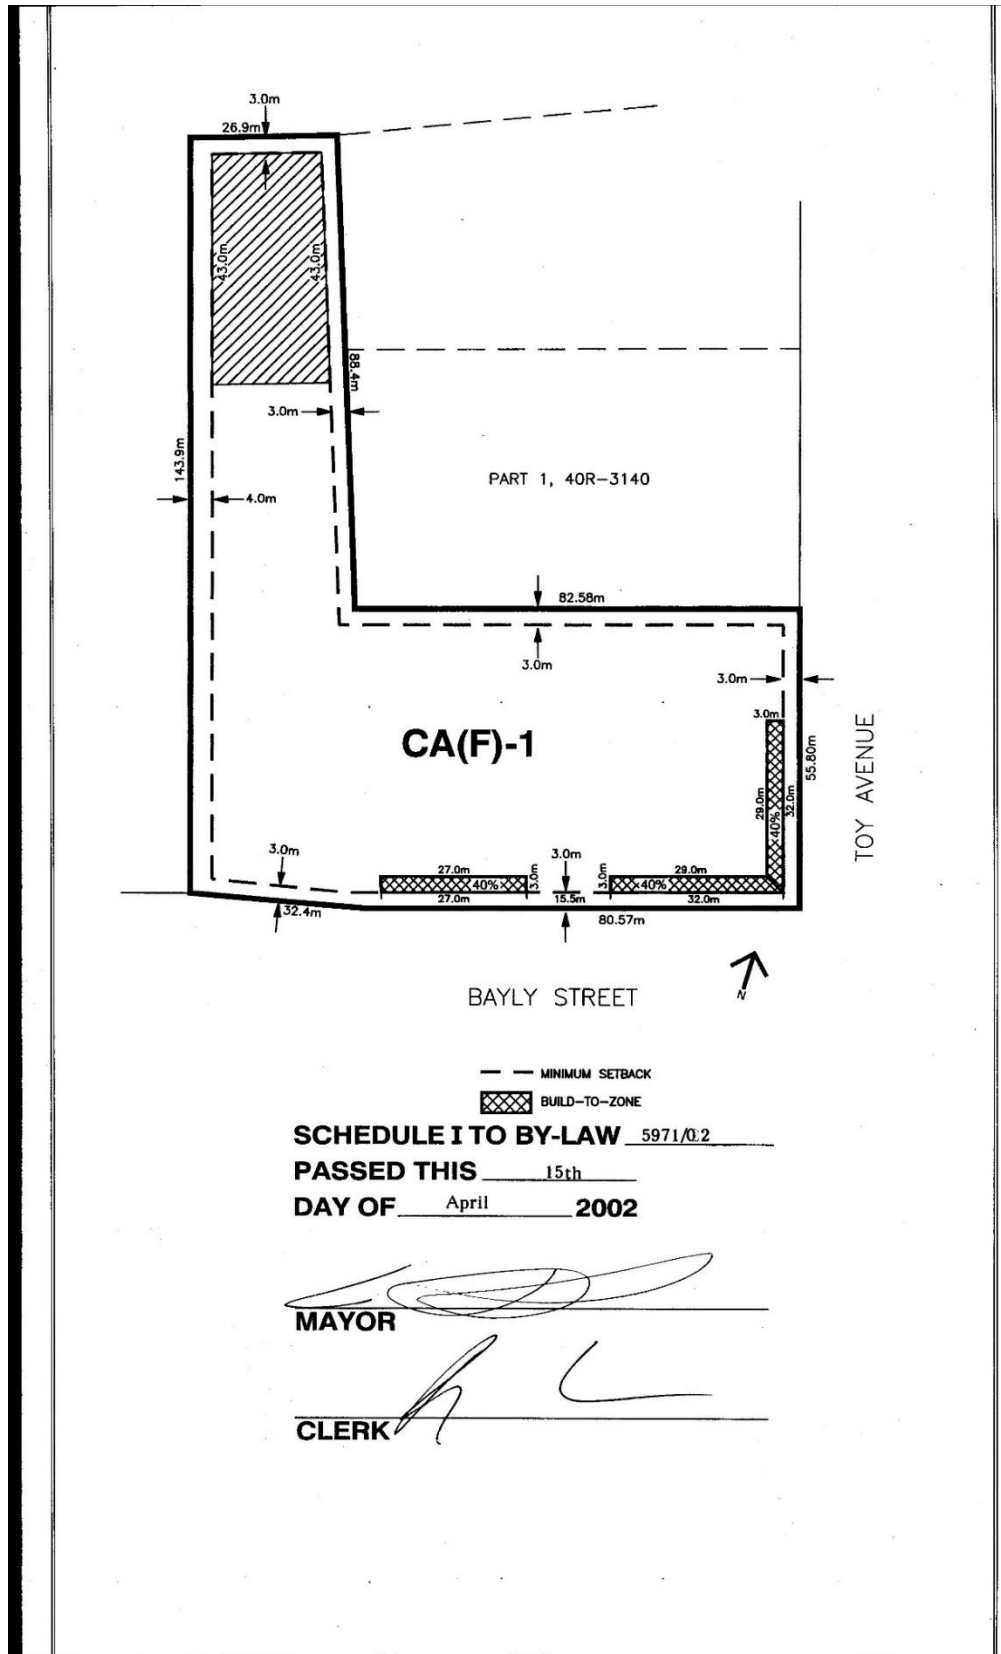 3.0m
26.9m
43.0m
43.0m
88.4m
3.0m
143.9m
4.0m
PART 1, 40R-3140
82.58m
3.0m
3.0m
CA(F)-1
3.0m
55.80m
TOY AVENUE
29.0m
32.0m
40%
3.0m
3.0m
27.0m
3.0m
3.0m
29.0m
40%
40%
27.0m
15.5m
32.0m
32.4m
80.57m
N
BAYLY STREET
MINIMUM SETBACK
BUILD-TO-ZONE
SCHEDULE I TO BY-LAW 5971/02
PASSED THIS 15th
DAY OF April 2002
MAYOR
CLERK